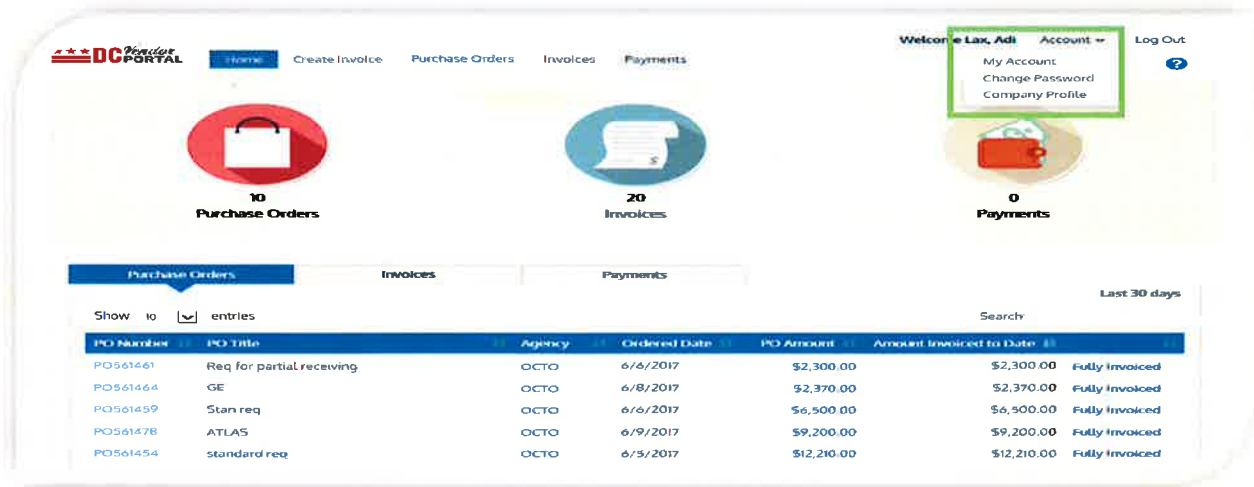 DC Vendor PORTAL
Home Create Invoice Purchase Orders Invoices Payments
Welcome Lax, Adi Account Log Out
My Account
Change Password
Company Profile
?
10
Purchase Orders
20
Invoices
0
Payments
Purchase Orders Invoices Payments
Last 30 days
Show 10 entries Search
PO Number PO Title Agency Ordered Date PO Amount Amount Invoiced to Date
PO561461 Req for partial receiving OCTO 6/6/2017 $2,300.00 $2,300.00 Fully Invoiced
PO561464 GE OCTO 6/8/2017 $2,370.00 $2,370.00 Fully Invoiced
PO561459 Stan req OCTO 6/6/2017 $6,500.00 $6,500.00 Fully Invoiced
PO561478 ATLAS OCTO 6/9/2017 $9,200.00 $9,200.00 Fully Invoiced
PO561454 standard req OCTO 6/5/2017 $12,210.00 $12,210.00 Fully Invoiced